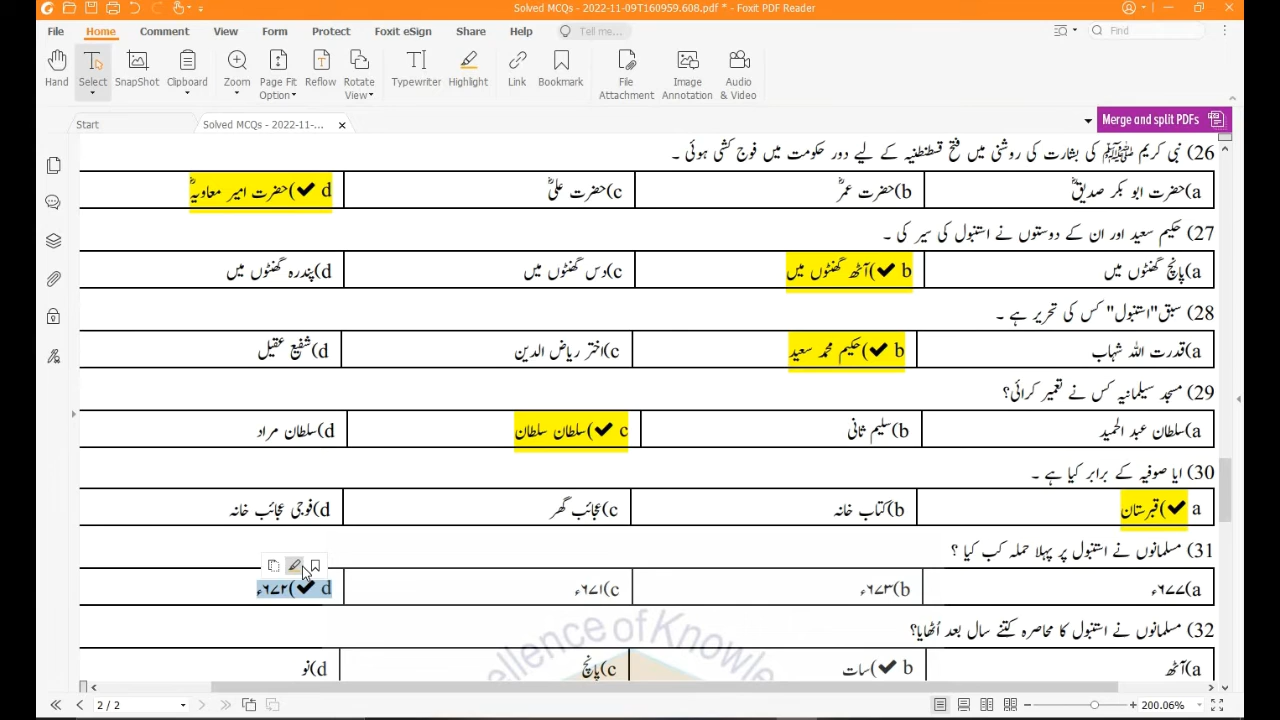 Solved MCQs - 2022-11-09T160959.608.pdf * - Foxit PDF Reader
File Home Comment View Form Protect Foxit eSign Share Help Tell me... Find
Hand Select SnapShot Clipboard Zoom Page Fit Option Reflow Rotate View Typewriter Highlight Link Bookmark File Attachment Image Annotation Audio & Video
Start Solved MCQs - 2022-11-... Merge and split PDFs
26) نبی کریم ﷺ کی بشارت کی روشنی میں فتح قسطنطنیہ کے لیے دور حکومت میں فوج کشی ہوئی ۔
a)حضرت ابو بکر صدیقؓ b)حضرت عمرؓ c)حضرت علیؓ d ✔)حضرت امیر معاویہؓ
27) حکیم سعید اور ان کے دوستوں نے استنبول کی سیر کی ۔
a)پانچ گھنٹوں میں b ✔)آٹھ گھنٹوں میں c)دس گھنٹوں میں d)پندرہ گھنٹوں میں
28) سبق"استنبول" کس کی تحریر ہے ۔
a)قدرت اللہ شہاب b ✔)حکیم محمد سعید c)اختر ریاض الدین d)شفیع عقیل
29) مسجد سیلمانیہ کس نے تعمیر کرائی؟
a)سلطان عبد الحمید b)سلیم ثانی c ✔)سلطان سلطان d)سلطان مراد
30) ایا صوفیہ کے برابر کیا ہے ۔
a ✔)قبرستان b)کتاب خانہ c)عجائب گھر d)فوجی عجائب خانہ
31) مسلمانوں نے استنبول پر پہلا حملہ کب کیا ؟
a)۶۷۷ء b)۶۷۳ء c)۶۷۱ء d ✔)۶۷۲ء
32) مسلمانوں نے استنبول کا محاصرہ کتنے سال بعد اُٹھایا؟
a)آٹھ b ✔)سات c)پانچ d)نو
ellence of Knowle
2 / 2 200.06%